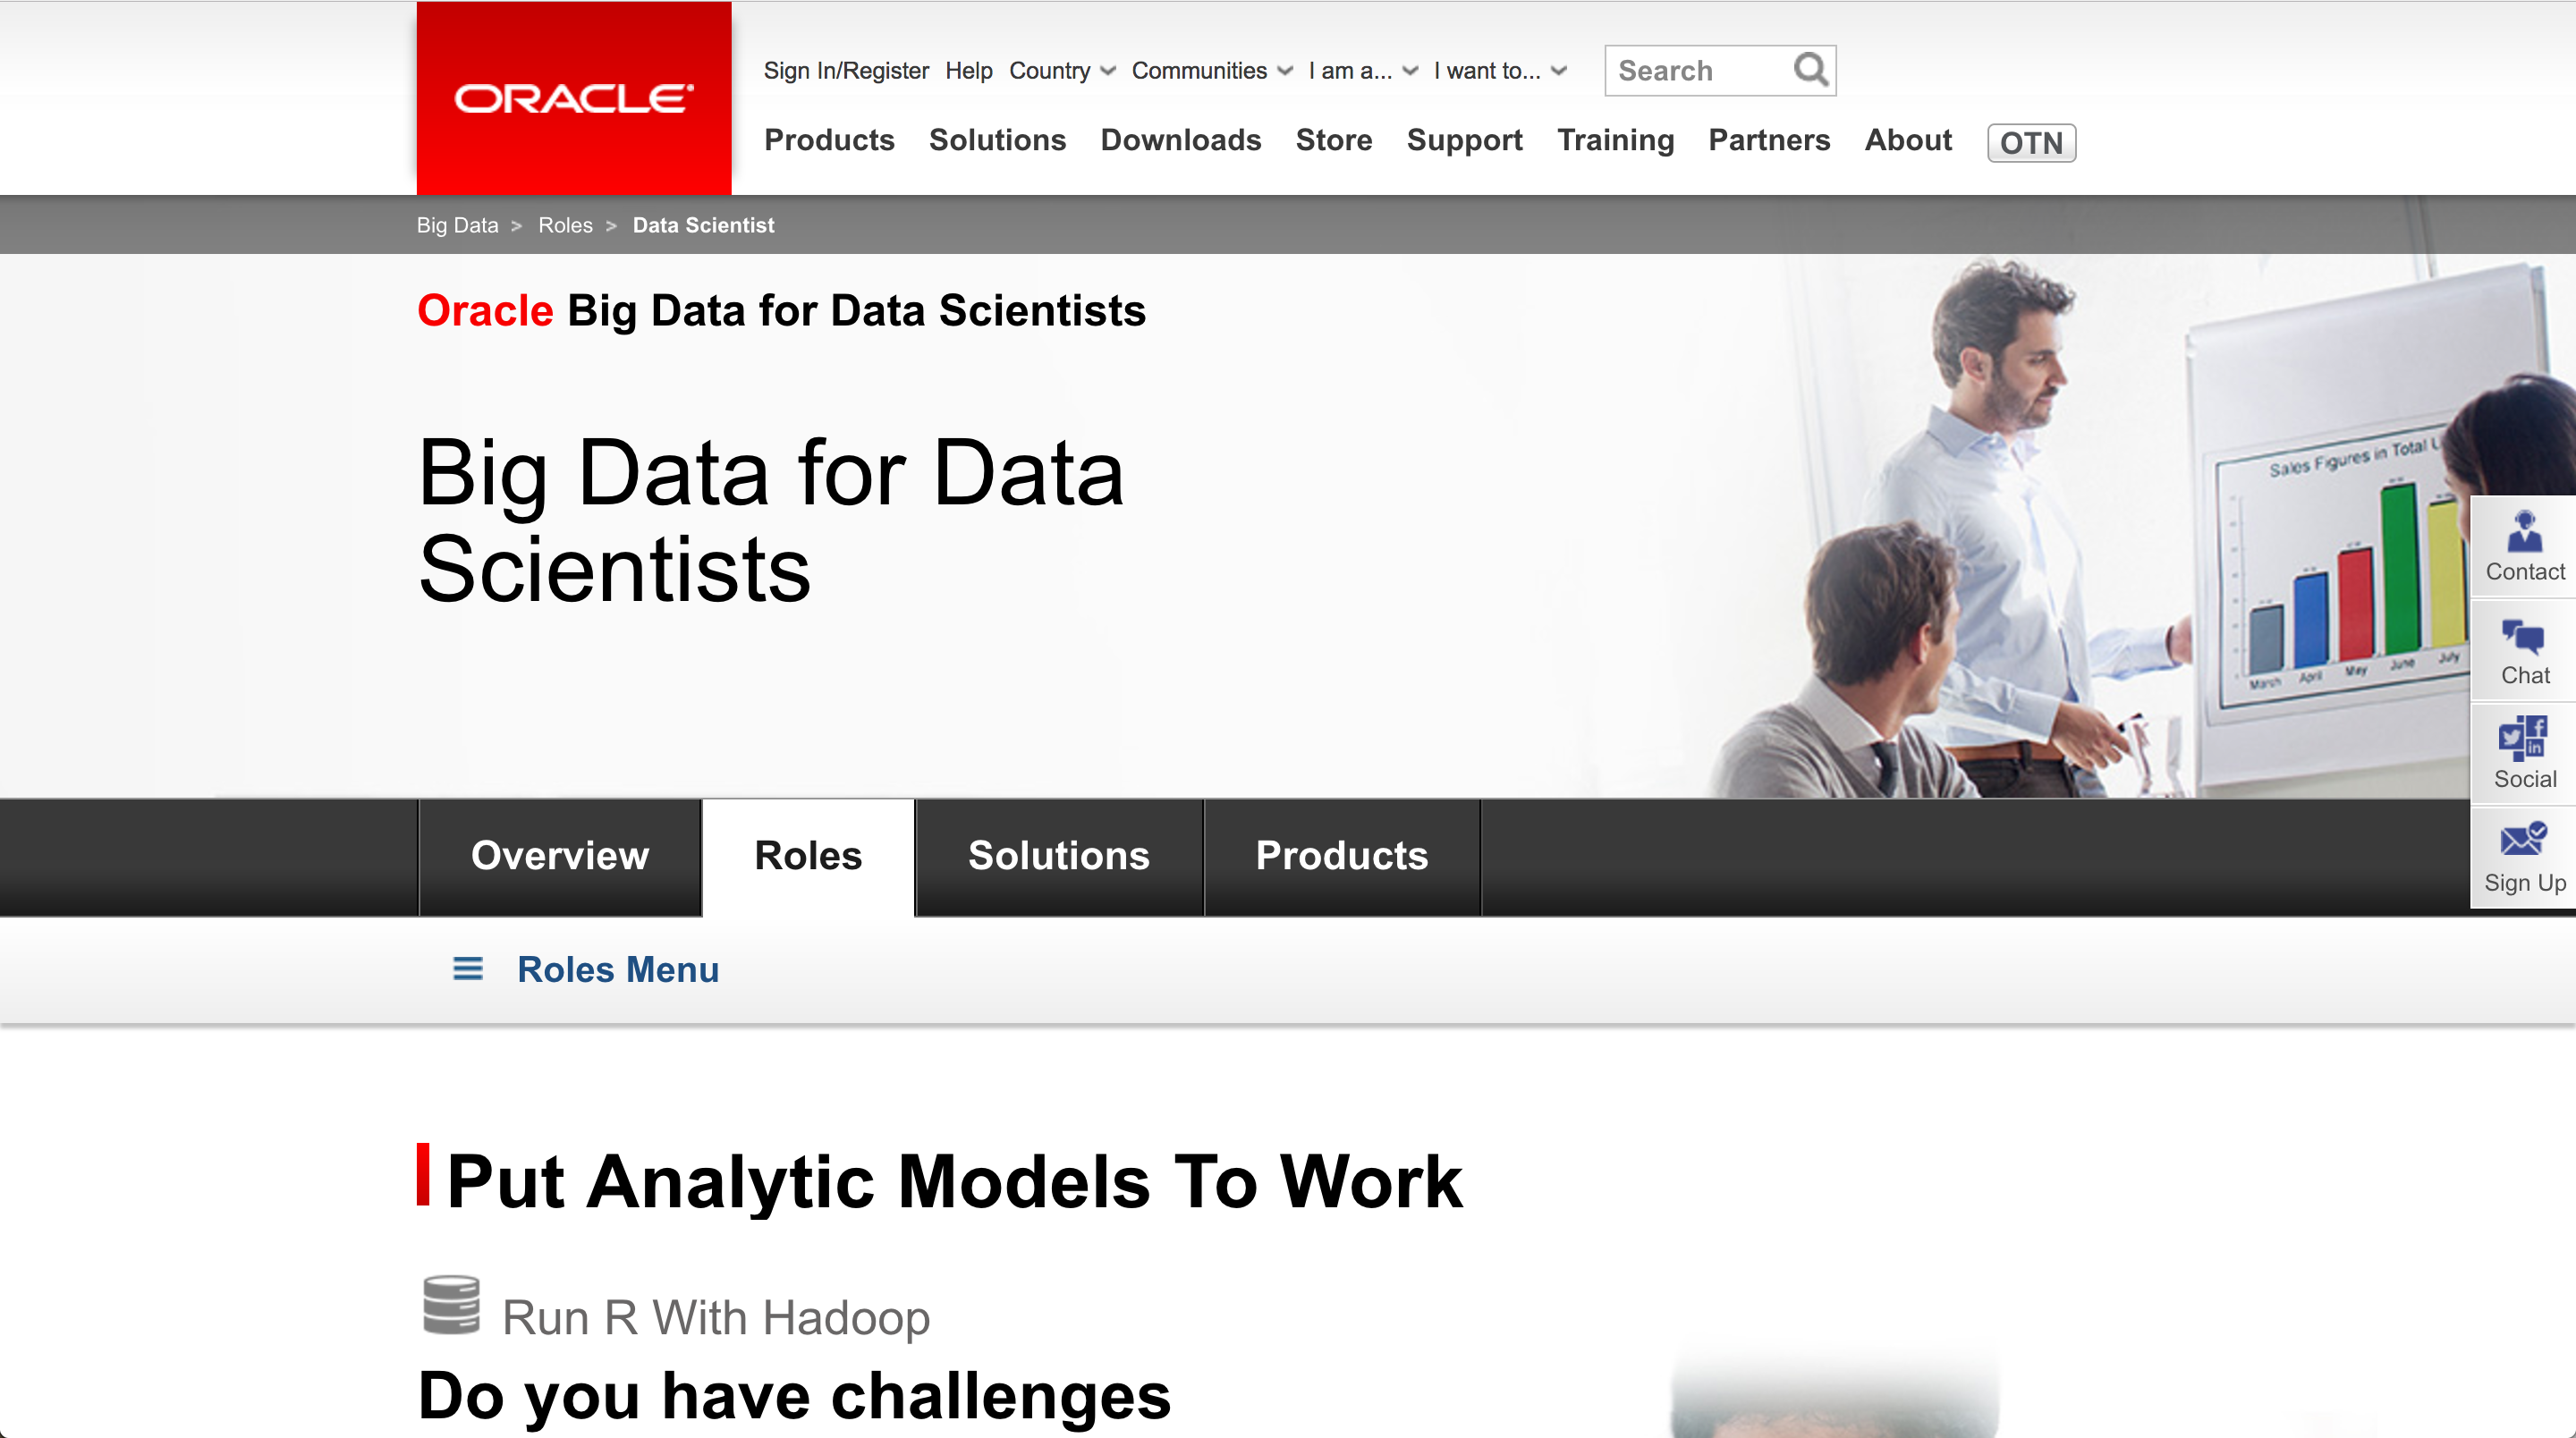 ORACLE
Sign In/Register Help Country Communities I am a... I want to... Search
Products Solutions Downloads Store Support Training Partners About OTN
Big Data > Roles > Data Scientist
Oracle Big Data for Data Scientists
Big Data for Data
Scientists
Sales Figures in Total
March April May June July
Contact
Chat
Social
Sign Up
Overview Roles Solutions Products
Roles Menu
Put Analytic Models To Work
Run R With Hadoop
Do you have challenges